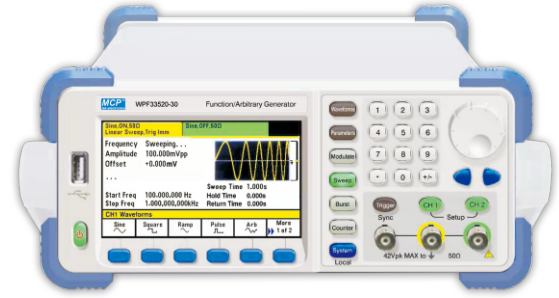 MCP WPF33520-30 Function/Arbitrary Generator
Sine,ON,50Ω Sine,OFF,50Ω
Linear Sweep,Trig Imm
Frequency Sweeping...
Amplitude 100.000mVpp
Offset +0.000mV
...
Sweep Time 1.000s
Start Freq 100.000,000 Hz Hold Time 0.000s
Stop Freq 1.000,000,000kHz Return Time 0.000s
CH1 Waveforms
Sine Square Ramp Pulse Arb More
1 of 2
Waveforms 1 2 3
Parameters 4 5 6
Modulate 7 8 9
Sweep . 0 +/-
Burst Trigger CH 1 CH 2
Sync Setup
Counter
System
Local
42Vpk MAX to 50Ω